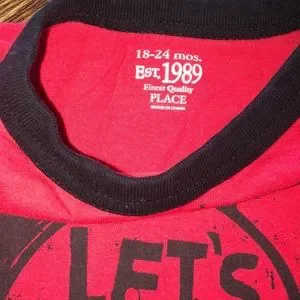 18-24 mos.
EST. 1989
Finest Quality
PLACE
LET'S